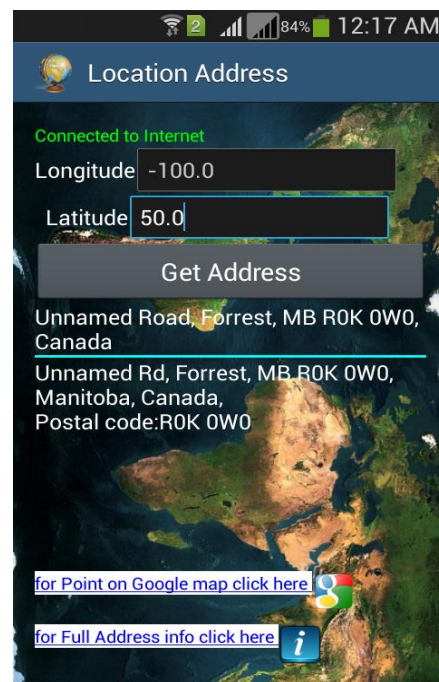 2 84% 12:17 AM
Location Address
Connected to Internet
Longitude -100.0
Latitude 50.0
Get Address
Unnamed Road, Forrest, MB R0K 0W0,
Canada
Unnamed Rd, Forrest, MB R0K 0W0,
Manitoba, Canada,
Postal code:R0K 0W0
for Point on Google map click here
for Full Address info click here